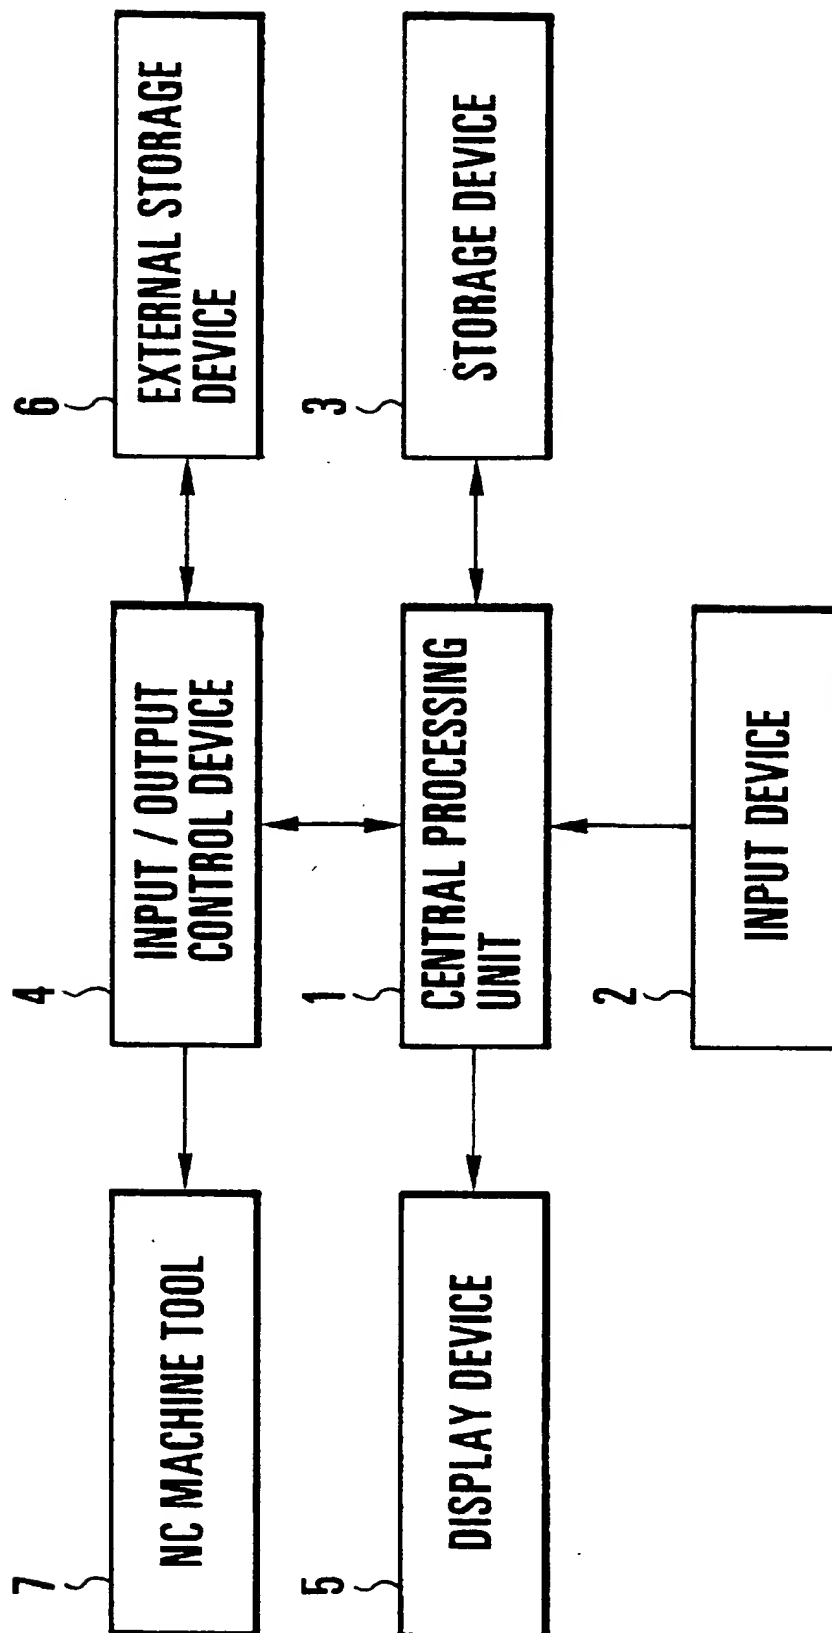 7
NC MACHINE TOOL
4
INPUT / OUTPUT
CONTROL DEVICE
6
EXTERNAL STORAGE
DEVICE
5
DISPLAY DEVICE
1
CENTRAL PROCESSING
UNIT
3
STORAGE DEVICE
2
INPUT DEVICE